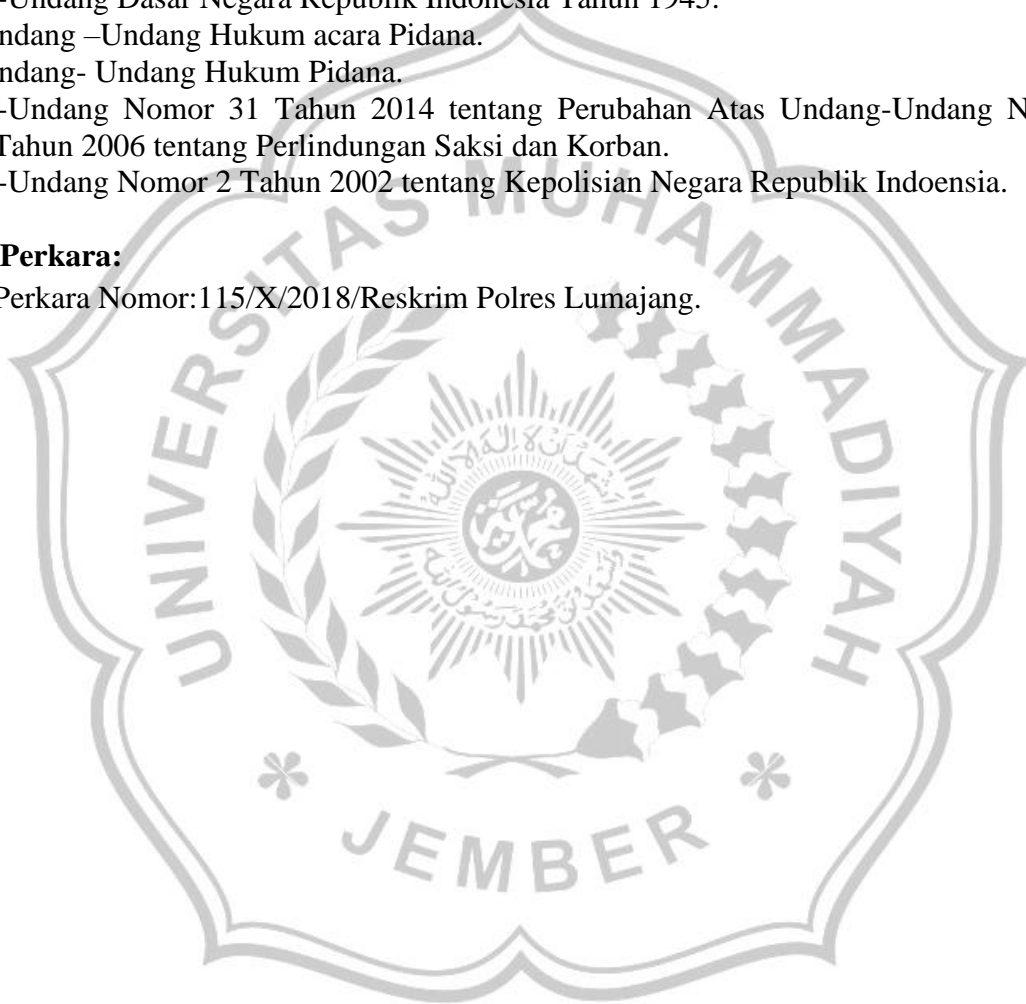 -Undang Dasar Negara Republik Indonesia Tahun 1945.
ndang –Undang Hukum acara Pidana.
ndang- Undang Hukum Pidana.
-Undang Nomor 31 Tahun 2014 tentang Perubahan Atas Undang-Undang N
Tahun 2006 tentang Perlindungan Saksi dan Korban.
-Undang Nomor 2 Tahun 2002 tentang Kepolisian Negara Republik Indoensia.
Perkara:
Perkara Nomor:115/X/2018/Reskrim Polres Lumajang.
UNIVERSITAS MUHAMMADIYAH
JEMBER